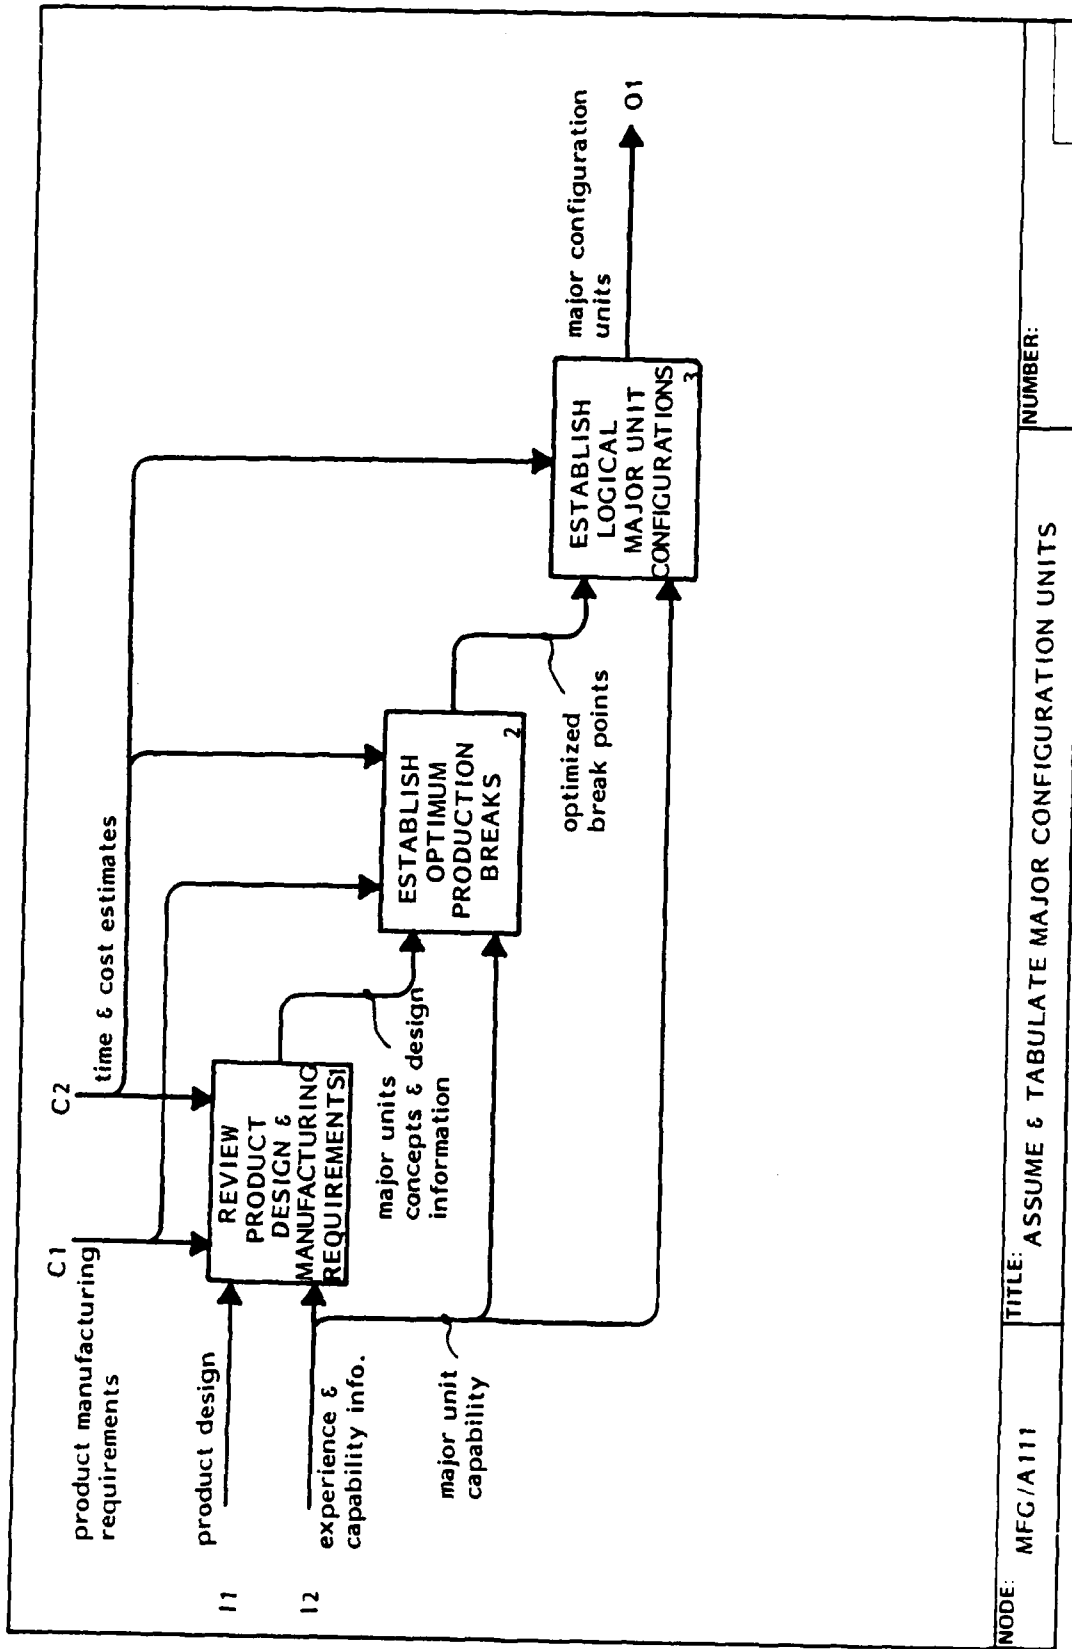 C1
product manufacturing
requirements
C2
time & cost estimates
I1
product design
I2
experience &
capability info.
REVIEW
PRODUCT
DESIGN &
MANUFACTURING
REQUIREMENTS
1
major units
concepts & design
information
major unit
capability
ESTABLISH
OPTIMUM
PRODUCTION
BREAKS
2
optimized
break points
ESTABLISH
LOGICAL
MAJOR UNIT
CONFIGURATIONS
3
major configuration
units
O1
NODE:
MFG/A111
TITLE:
ASSUME & TABULATE MAJOR CONFIGURATION UNITS
NUMBER: